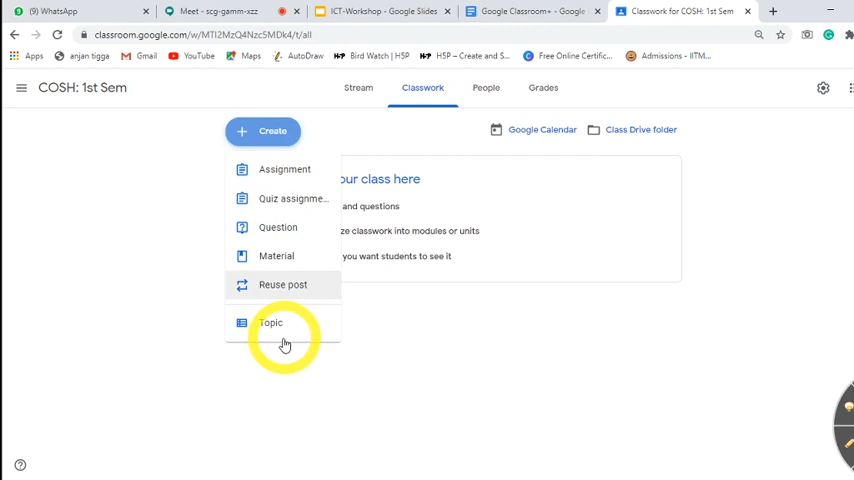 (9) WhatsApp
Meet - scg-gamm-xzz
ICT-Workshop - Google Slides
Google Classroom+ - Google
Classwork for COSH: 1st Sem
classroom.google.com/w/MTI2MzQ4Nzc5MDk4/t/all
Apps
anjan tigga
Gmail
YouTube
Maps
AutoDraw
Bird Watch | H5P
H5P – Create and S...
Free Online Certific...
Admissions - IITM...
COSH: 1st Sem
Stream
Classwork
People
Grades
Create
Google Calendar
Class Drive folder
Assignment
our class here
Quiz assignme...
and questions
Question
ze classwork into modules or units
Material
you want students to see it
Reuse post
Topic